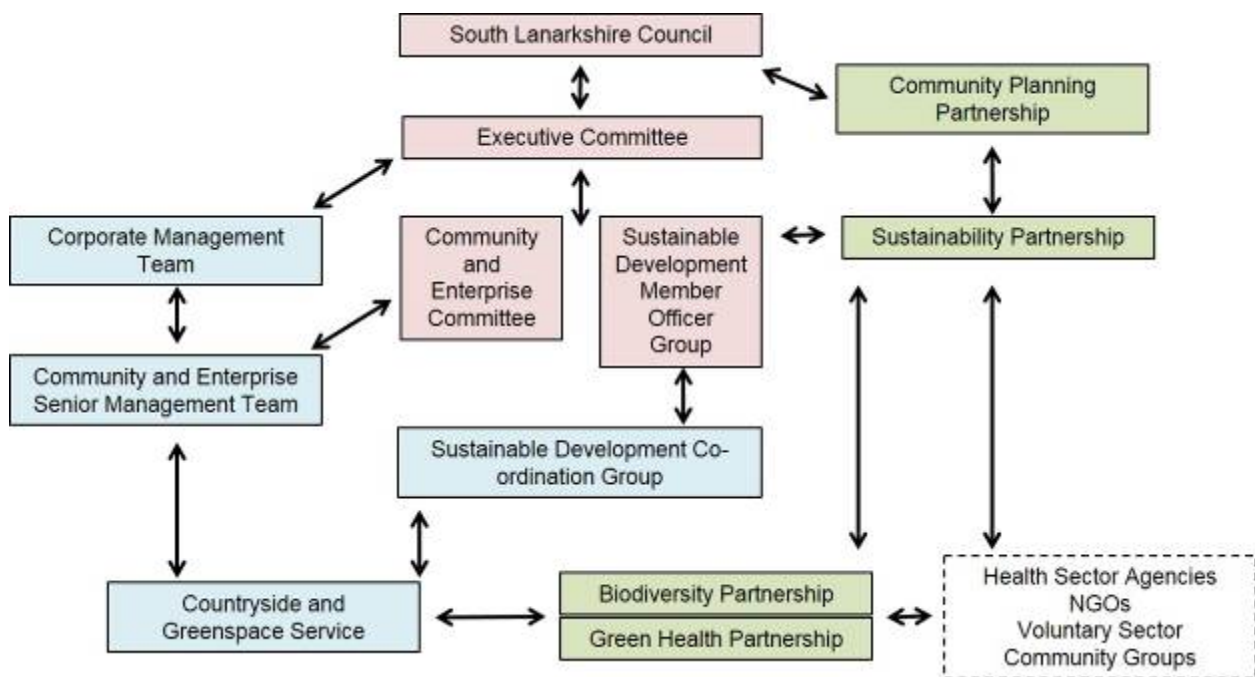 South Lanarkshire Council
Community Planning
Partnership
Executive Committee
Corporate Management
Team
Community
and
Enterprise
Committee
Sustainable
Development
Member
Officer
Group
Sustainability Partnership
Community and Enterprise
Senior Management Team
Sustainable Development Co-
ordination Group
Countryside and
Greenspace Service
Biodiversity Partnership
Green Health Partnership
Health Sector Agencies
NGOs
Voluntary Sector
Community Groups